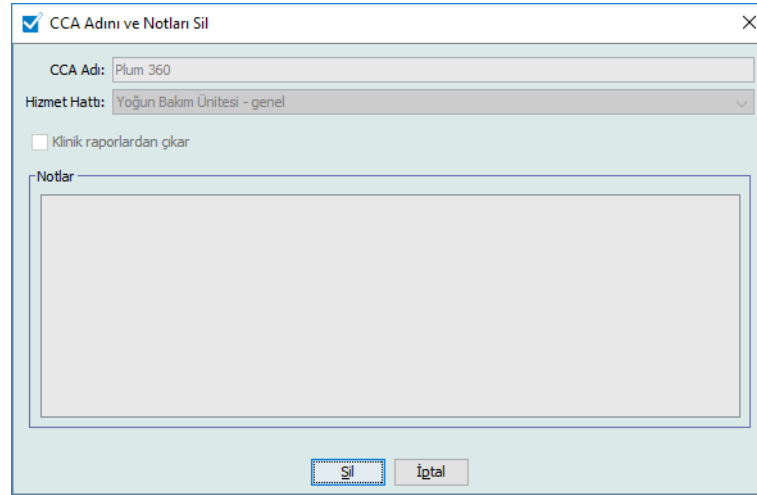 CCA Adını ve Notları Sil
CCA Adı: Plum 360
Hizmet Hattı: Yoğun Bakım Ünitesi - genel
Klinik raporlardan çıkar
Notlar
Sil İptal